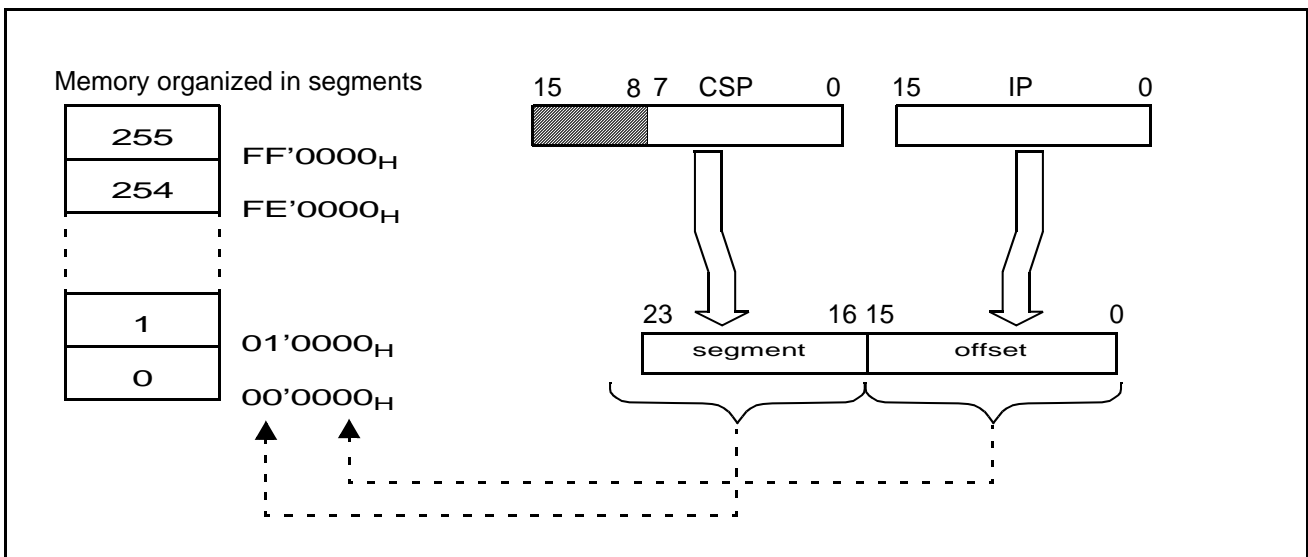 Memory organized in segments
255
FF'0000H
254
FE'0000H
1
01'0000H
0
00'0000H
15 8 7 CSP 0
15 IP 0
23 16 15 0
segment offset